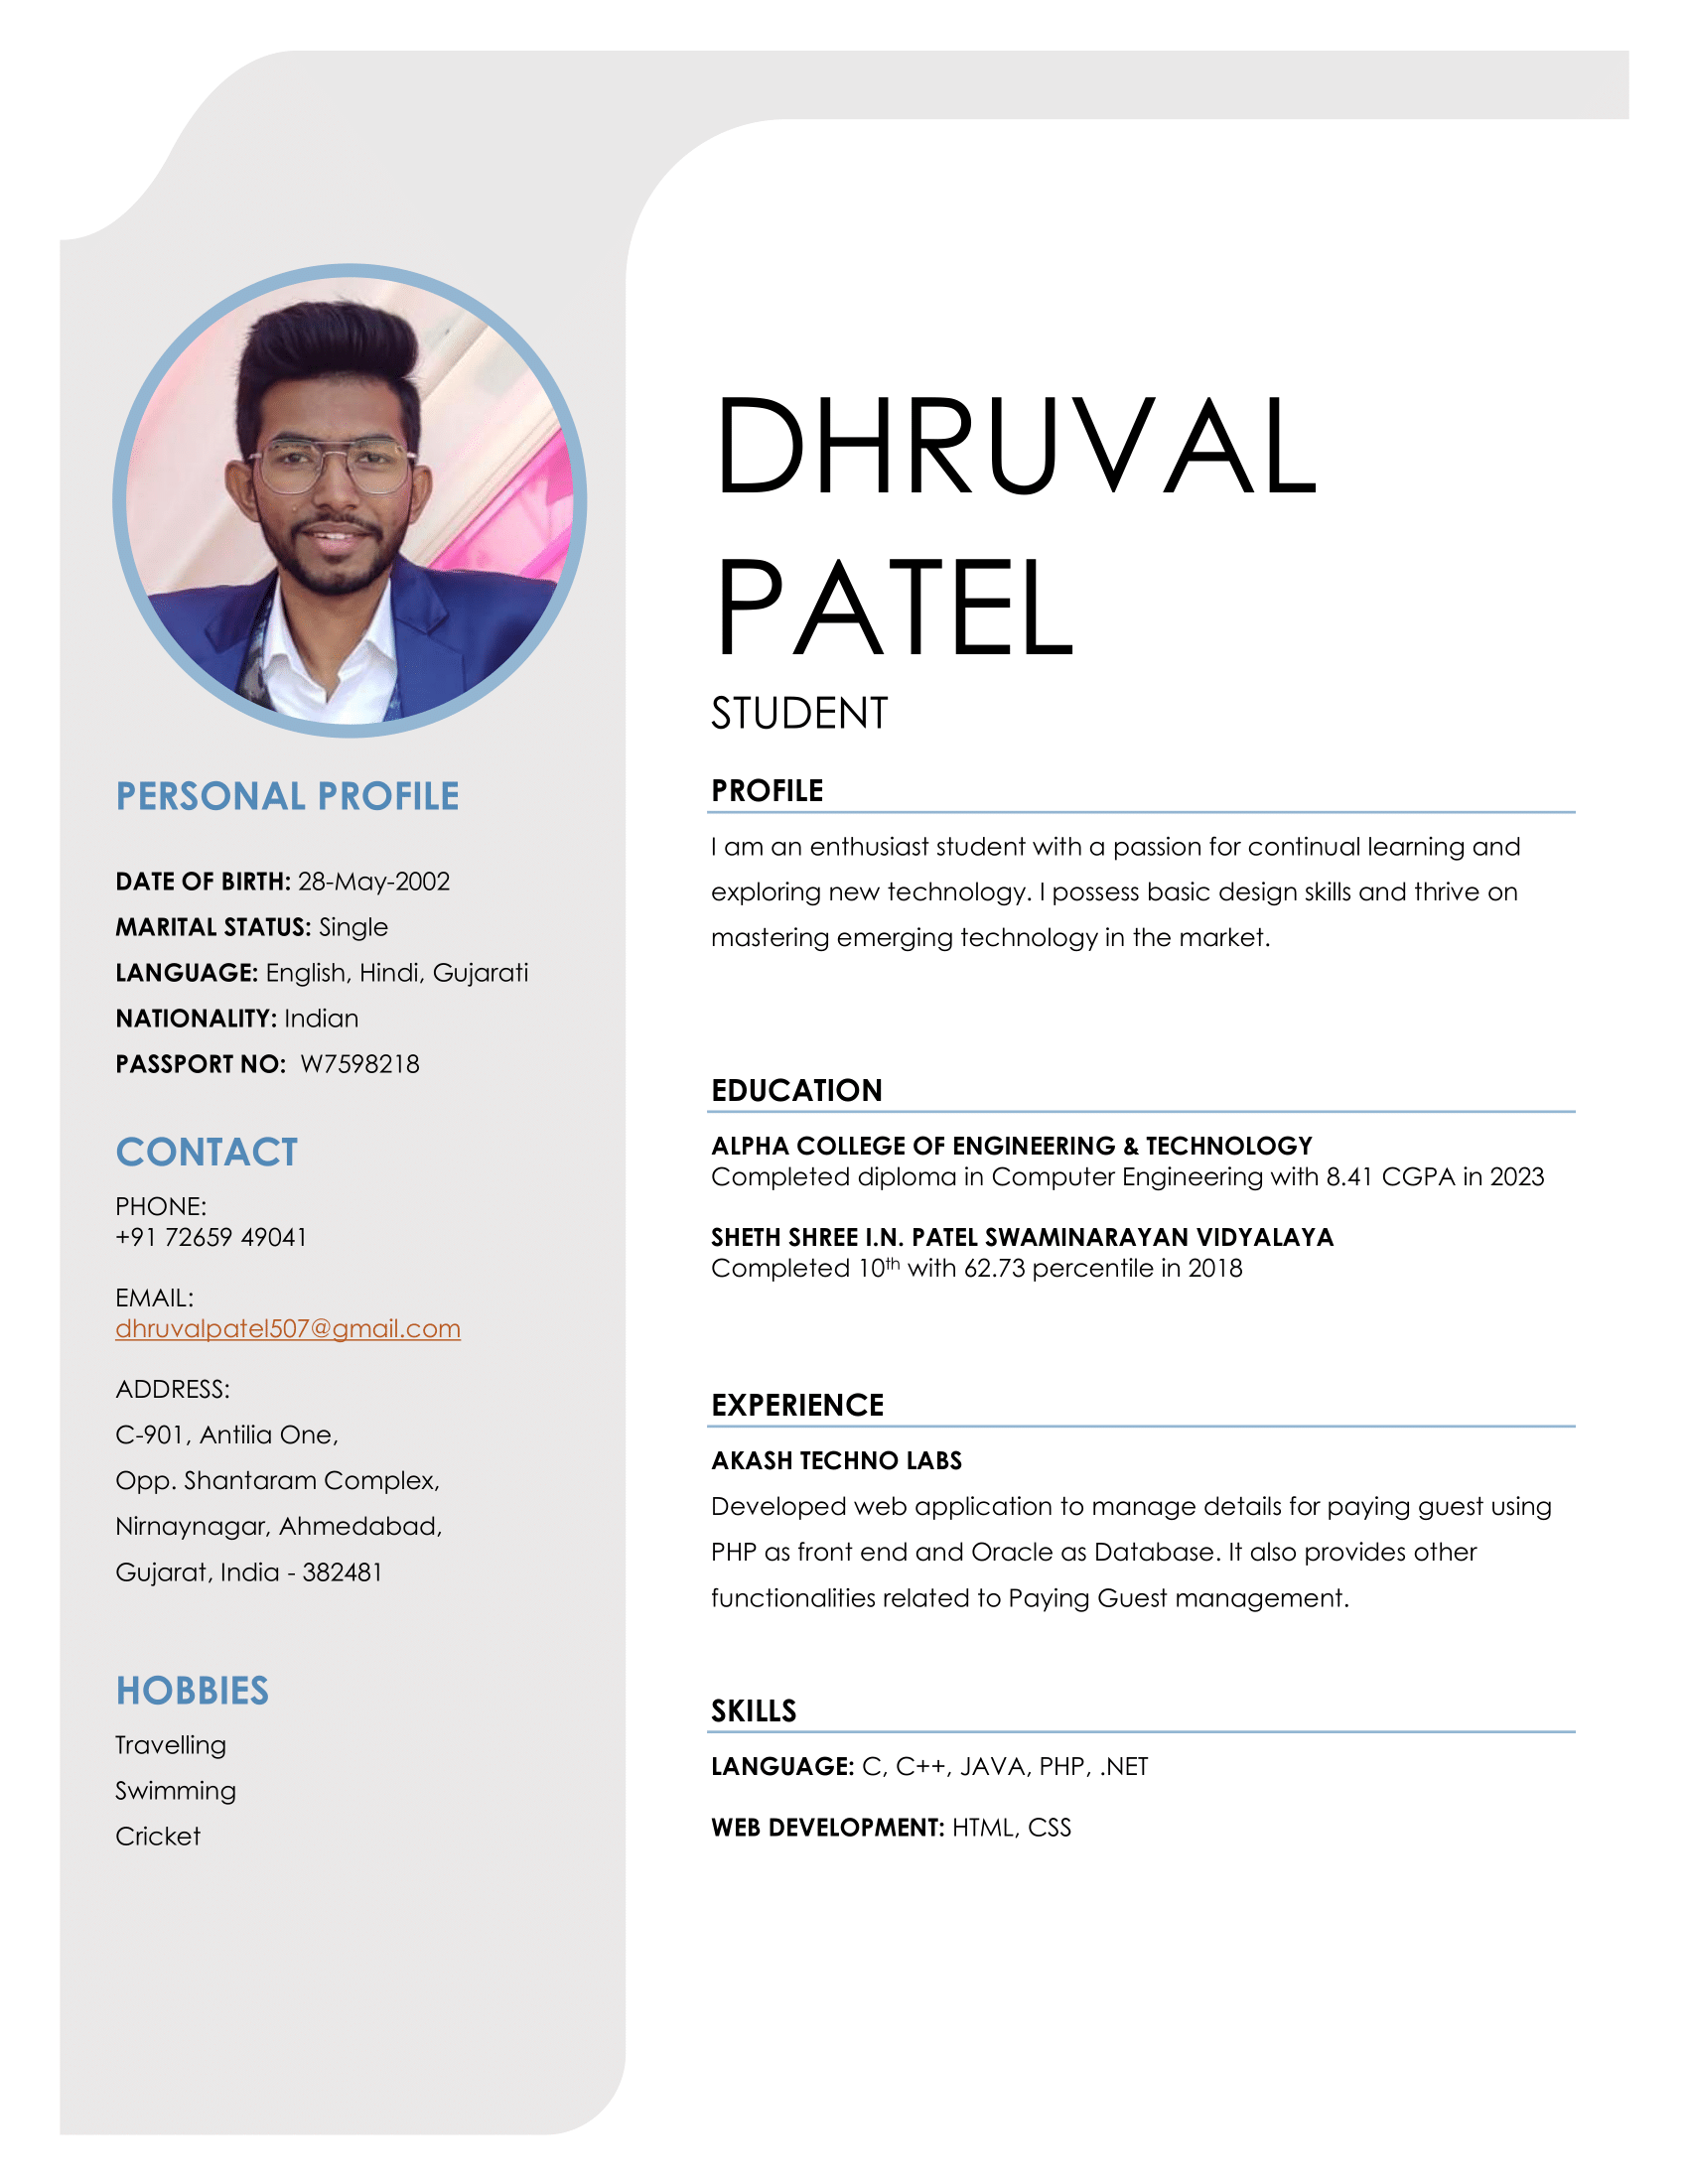 DHRUVAL
PATEL
STUDENT
PERSONAL PROFILE
DATE OF BIRTH: 28-May-2002
MARITAL STATUS: Single
LANGUAGE: English, Hindi, Gujarati
NATIONALITY: Indian
PASSPORT NO:  W7598218
CONTACT
PHONE:
+91 72659 49041
EMAIL:
dhruvalpatel507@gmail.com
ADDRESS:
C-901, Antilia One,
Opp. Shantaram Complex,
Nirnaynagar, Ahmedabad,
Gujarat, India - 382481
HOBBIES
Travelling
Swimming
Cricket
PROFILE
I am an enthusiast student with a passion for continual learning and
exploring new technology. I possess basic design skills and thrive on
mastering emerging technology in the market.
EDUCATION
ALPHA COLLEGE OF ENGINEERING & TECHNOLOGY
Completed diploma in Computer Engineering with 8.41 CGPA in 2023
SHETH SHREE I.N. PATEL SWAMINARAYAN VIDYALAYA
Completed 10th with 62.73 percentile in 2018
EXPERIENCE
AKASH TECHNO LABS
Developed web application to manage details for paying guest using
PHP as front end and Oracle as Database. It also provides other
functionalities related to Paying Guest management.
SKILLS
LANGUAGE: C, C++, JAVA, PHP, .NET
WEB DEVELOPMENT: HTML, CSS